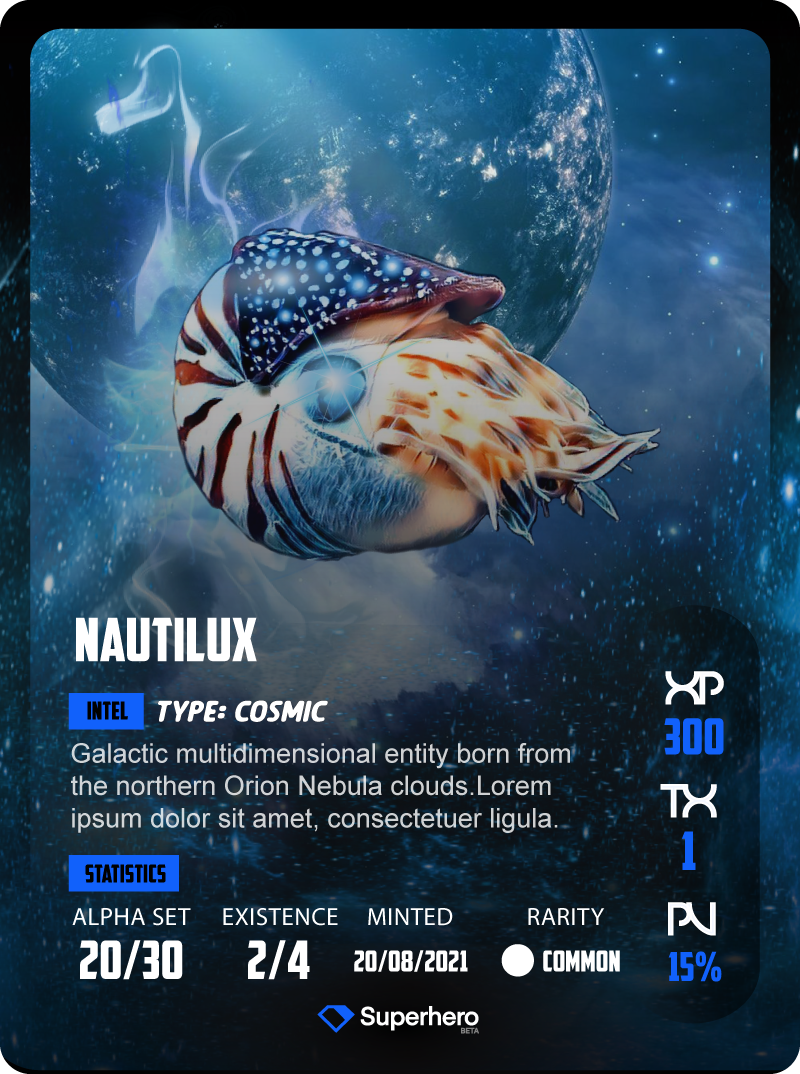 NAUTILUX
INTEL TYPE: COSMIC
Galactic multidimensional entity born from
the northern Orion Nebula clouds.Lorem
ipsum dolor sit amet, consectetuer ligula.
STATISTICS
ALPHA SET EXISTENCE MINTED RARITY
20/30 2/4 20/08/2021 COMMON
XP
300
TX
1
PV
15%
Superhero
BETA